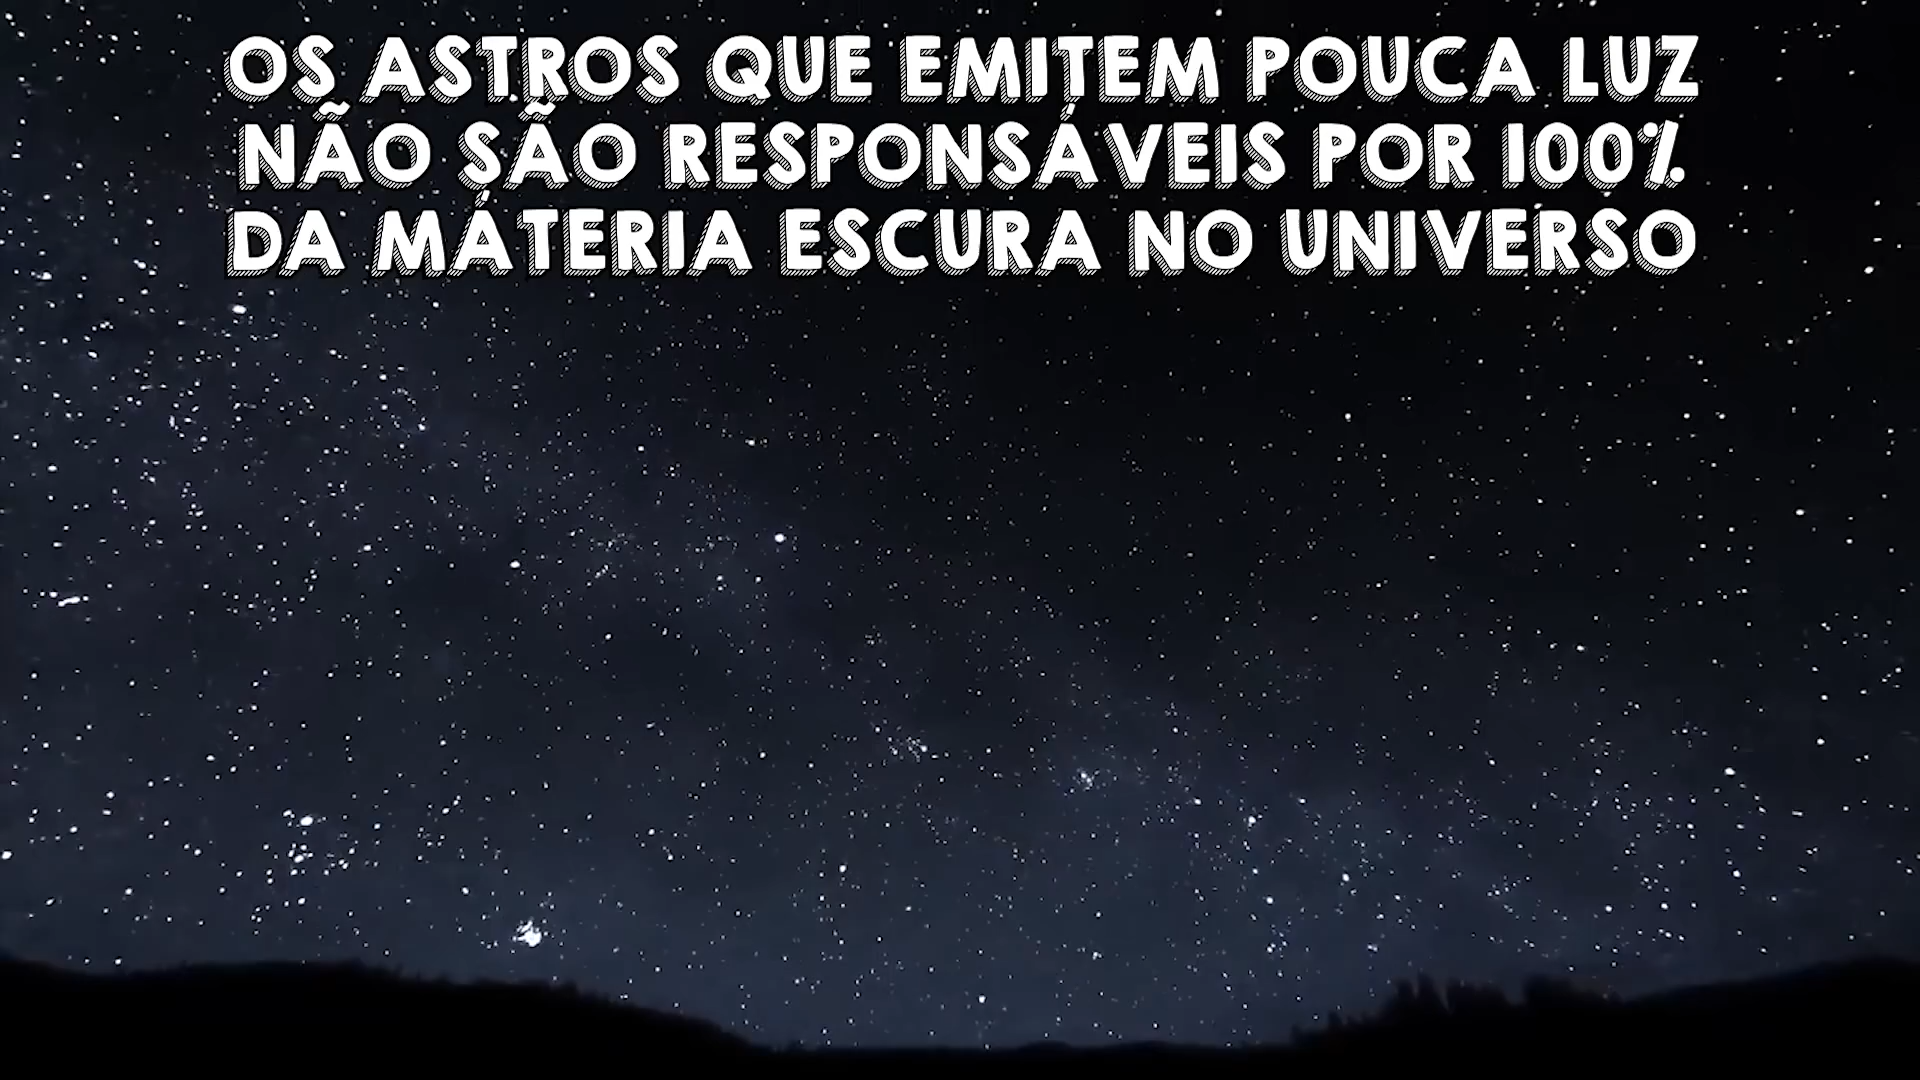 OS ASTROS QUE EMITEM POUCA LUZ
NÃO SÃO RESPONSÁVEIS POR 100%
DA MÁTERIA ESCURA NO UNIVERSO